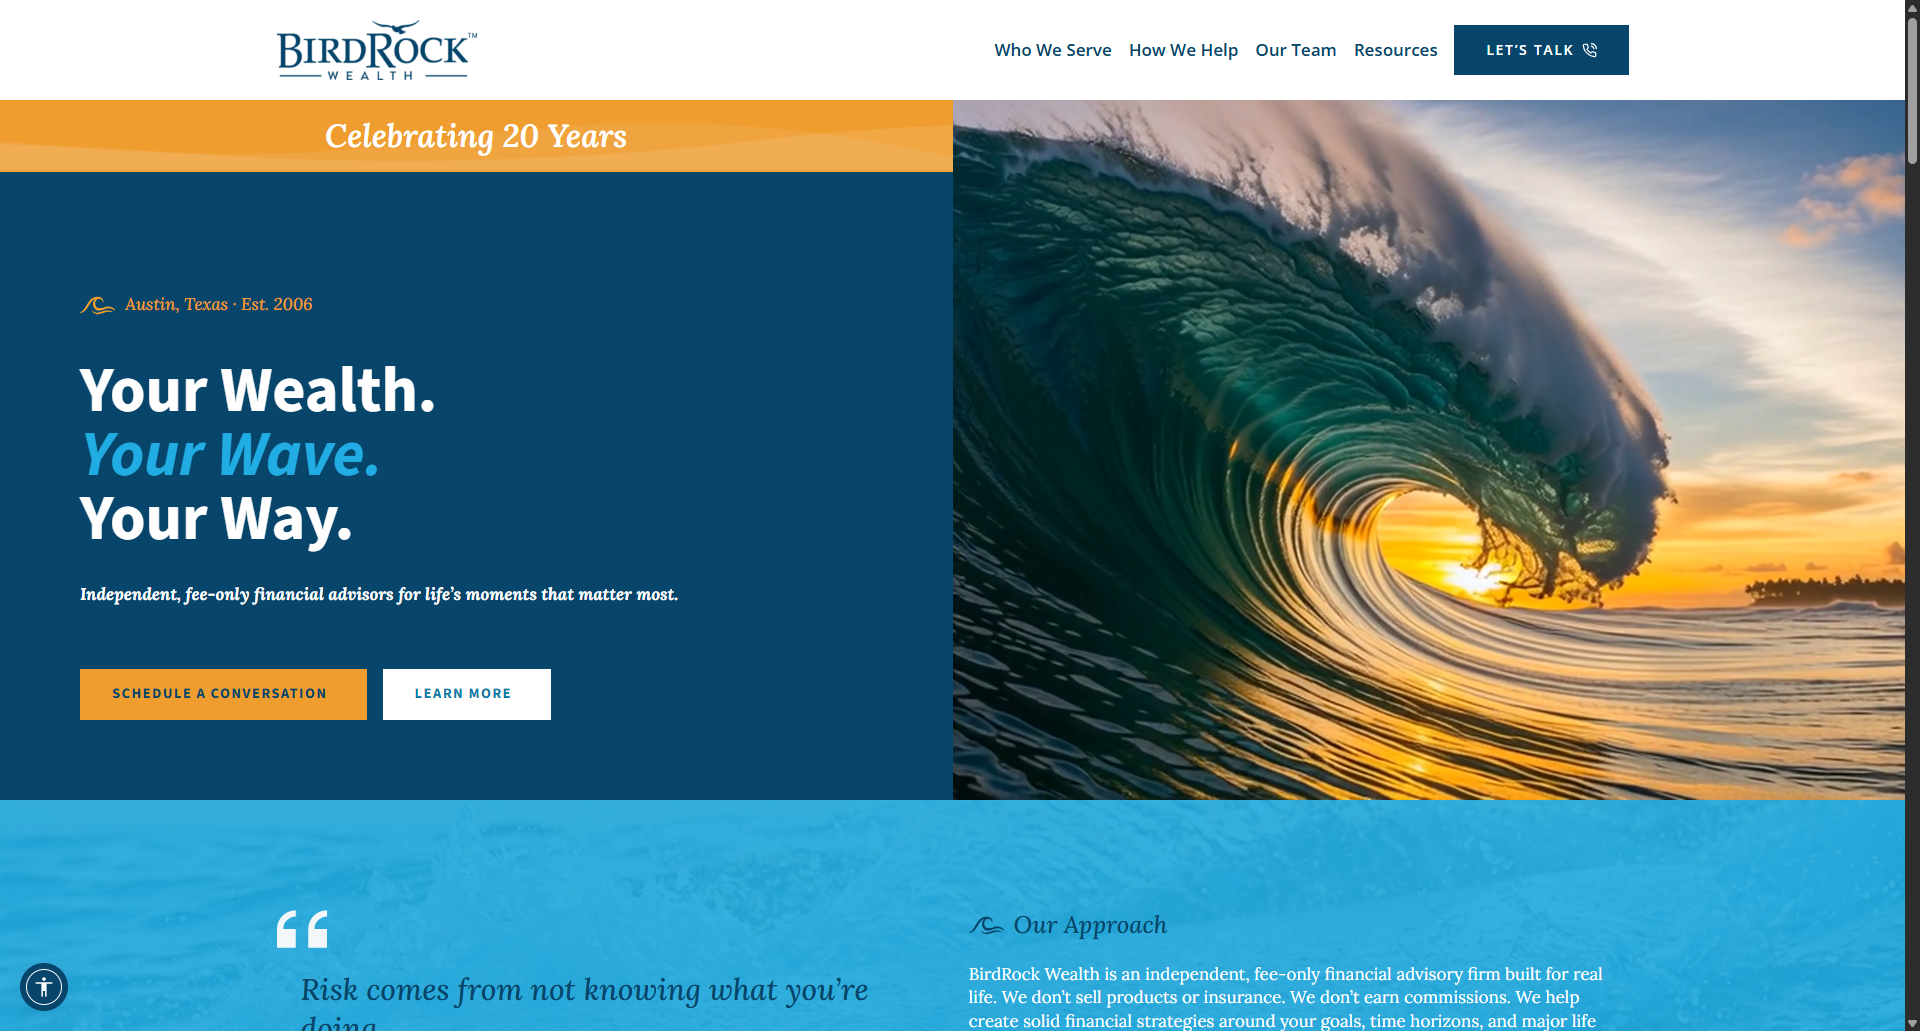 BIRDROCK™
WEALTH
Who We Serve
How We Help
Our Team
Resources
LET'S TALK
Celebrating 20 Years
Austin, Texas · Est. 2006
Your Wealth.
Your Wave.
Your Way.
Independent, fee-only financial advisors for life’s moments that matter most.
SCHEDULE A CONVERSATION
LEARN MORE
“
Risk comes from not knowing what you’re
doing.
Our Approach
BirdRock Wealth is an independent, fee-only financial advisory firm built for real
life. We don’t sell products or insurance. We don’t earn commissions. We help
create solid financial strategies around your goals, time horizons, and major life